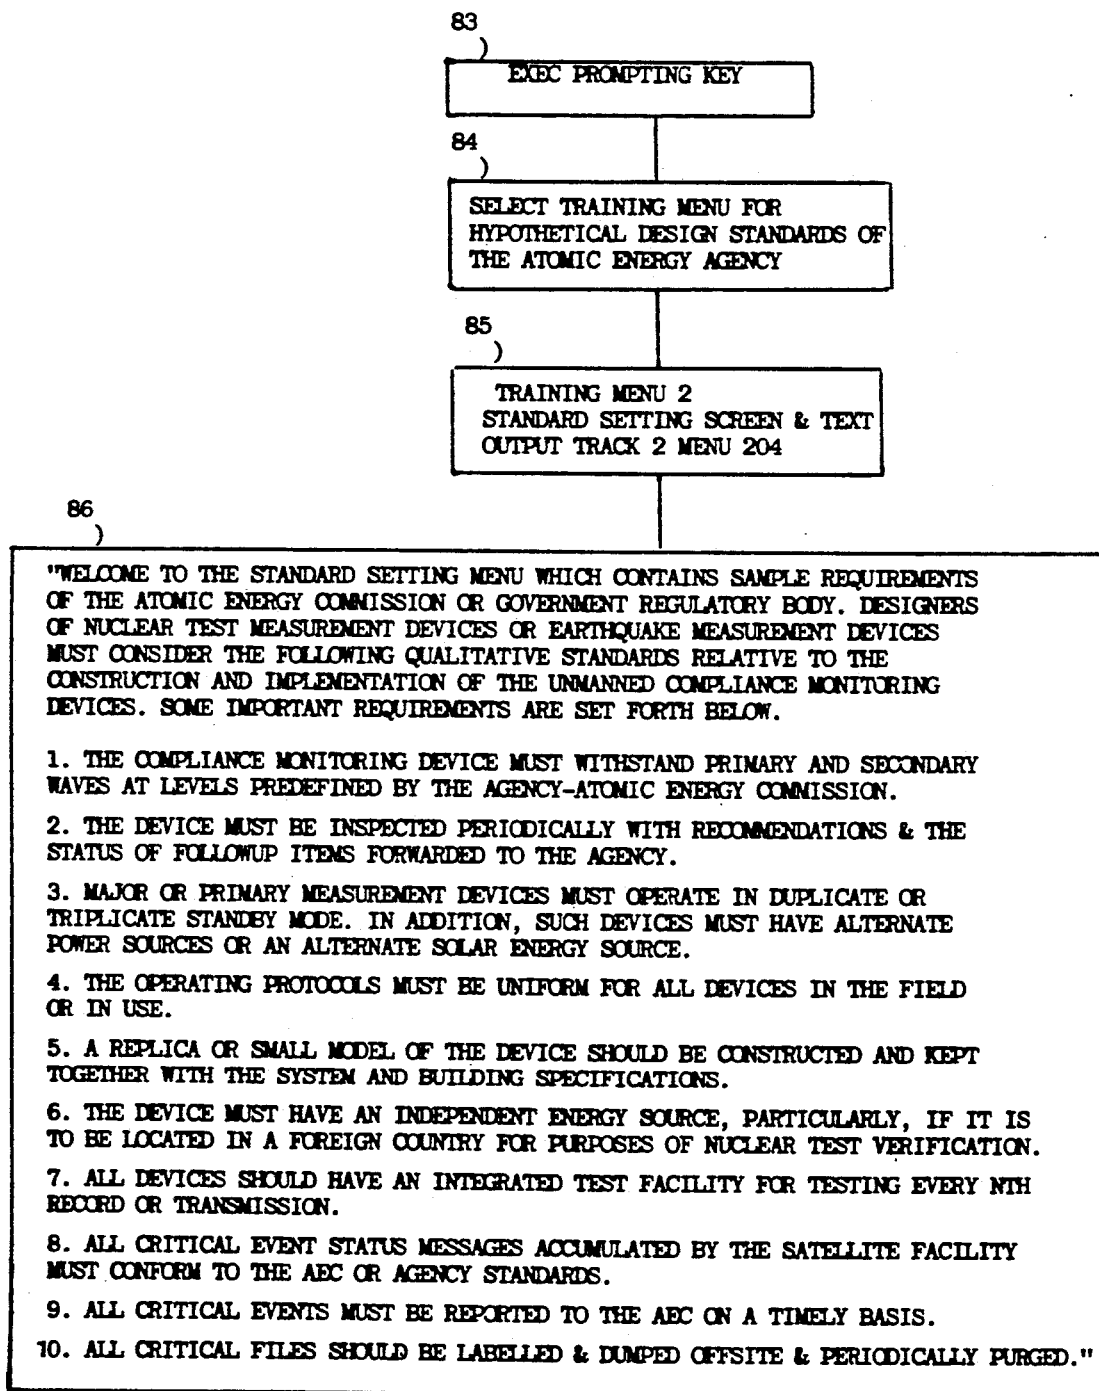 83
EXEC PROMPTING KEY
84
SELECT TRAINING MENU FOR
HYPOTHETICAL DESIGN STANDARDS OF
THE ATOMIC ENERGY AGENCY
85
TRAINING MENU 2
STANDARD SETTING SCREEN & TEXT
OUTPUT TRACK 2 MENU 204
86
"WELCOME TO THE STANDARD SETTING MENU WHICH CONTAINS SAMPLE REQUIREMENTS
OF THE ATOMIC ENERGY COMMISSION OR GOVERNMENT REGULATORY BODY. DESIGNERS
OF NUCLEAR TEST MEASUREMENT DEVICES OR EARTHQUAKE MEASUREMENT DEVICES
MUST CONSIDER THE FOLLOWING QUALITATIVE STANDARDS RELATIVE TO THE
CONSTRUCTION AND IMPLEMENTATION OF THE UNMANNED COMPLIANCE MONITORING
DEVICES. SOME IMPORTANT REQUIREMENTS ARE SET FORTH BELOW.
1. THE COMPLIANCE MONITORING DEVICE MUST WITHSTAND PRIMARY AND SECONDARY
WAVES AT LEVELS PREDEFINED BY THE AGENCY-ATOMIC ENERGY COMMISSION.
2. THE DEVICE MUST BE INSPECTED PERIODICALLY WITH RECOMMENDATIONS & THE
STATUS OF FOLLOWUP ITEMS FORWARDED TO THE AGENCY.
3. MAJOR OR PRIMARY MEASUREMENT DEVICES MUST OPERATE IN DUPLICATE OR
TRIPLICATE STANDBY MODE. IN ADDITION, SUCH DEVICES MUST HAVE ALTERNATE
POWER SOURCES OR AN ALTERNATE SOLAR ENERGY SOURCE.
4. THE OPERATING PROTOCOLS MUST BE UNIFORM FOR ALL DEVICES IN THE FIELD
OR IN USE.
5. A REPLICA OR SMALL MODEL OF THE DEVICE SHOULD BE CONSTRUCTED AND KEPT
TOGETHER WITH THE SYSTEM AND BUILDING SPECIFICATIONS.
6. THE DEVICE MUST HAVE AN INDEPENDENT ENERGY SOURCE, PARTICULARLY, IF IT IS
TO BE LOCATED IN A FOREIGN COUNTRY FOR PURPOSES OF NUCLEAR TEST VERIFICATION.
7. ALL DEVICES SHOULD HAVE AN INTEGRATED TEST FACILITY FOR TESTING EVERY NTH
RECORD OR TRANSMISSION.
8. ALL CRITICAL EVENT STATUS MESSAGES ACCUMULATED BY THE SATELLITE FACILITY
MUST CONFORM TO THE AEC OR AGENCY STANDARDS.
9. ALL CRITICAL EVENTS MUST BE REPORTED TO THE AEC ON A TIMELY BASIS.
10. ALL CRITICAL FILES SHOULD BE LABELLED & DUMPED OFFSITE & PERIODICALLY PURGED."